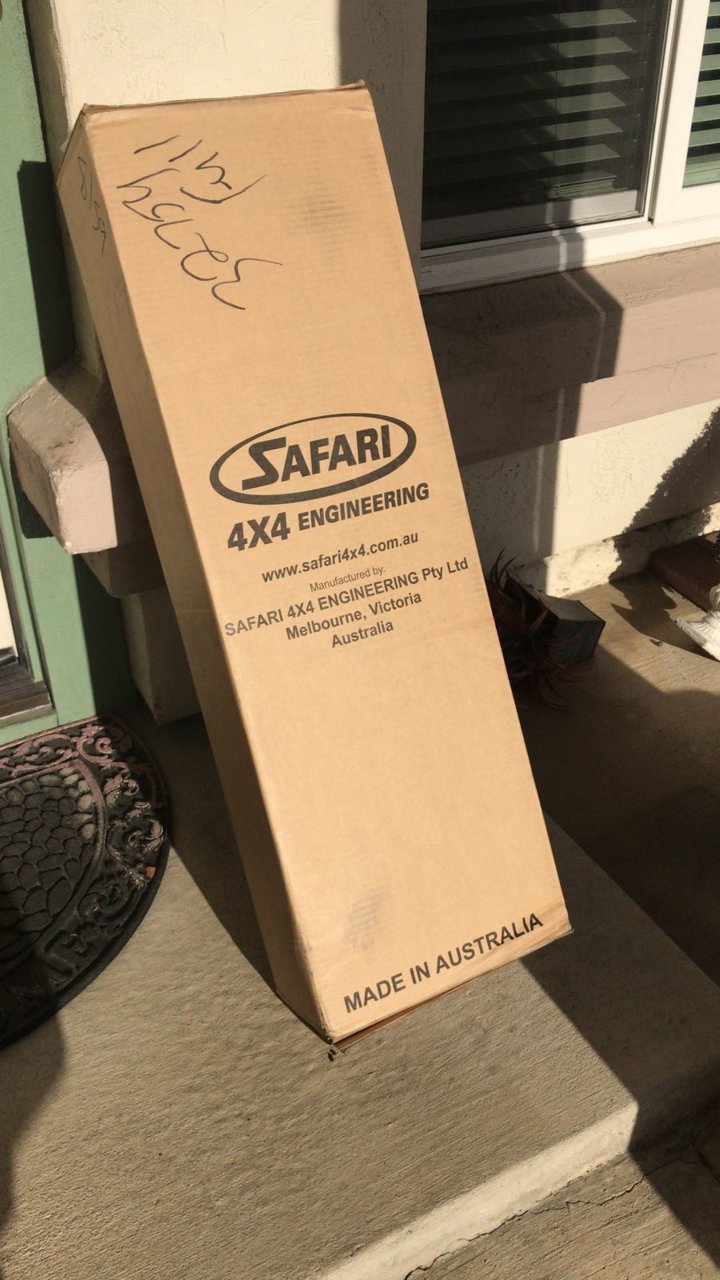 SAFARI
4X4 ENGINEERING
www.safari4x4.com.au
Manufactured by:
SAFARI 4X4 ENGINEERING Pty Ltd
Melbourne, Victoria
Australia
MADE IN AUSTRALIA